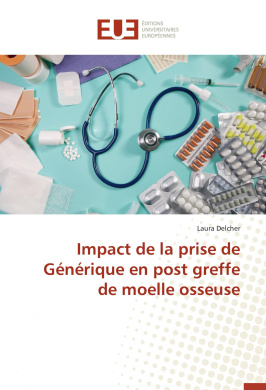 EUE
ÉDITIONS
UNIVERSITAIRES
EUROPÉENNES
Laura Delcher
Impact de la prise de
Générique en post greffe
de moelle osseuse